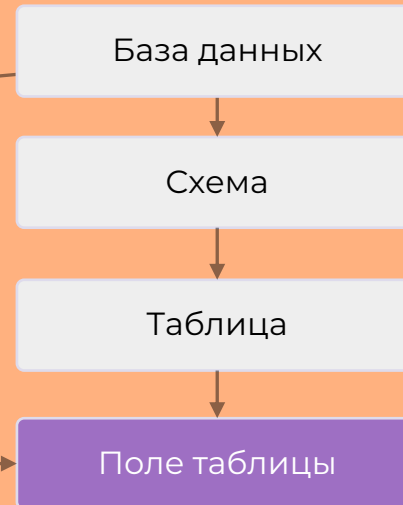 База данных
Схема
Таблица
Поле таблицы